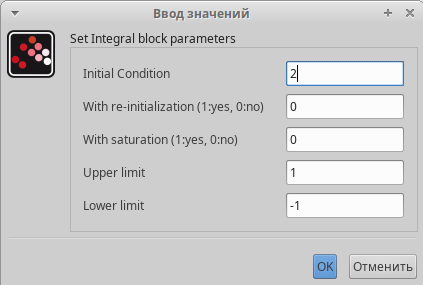 Ввод значений
Set Integral block parameters
Initial Condition 2
With re-initialization (1:yes, 0:no) 0
With saturation (1:yes, 0:no) 0
Upper limit 1
Lower limit -1
OK Отменить